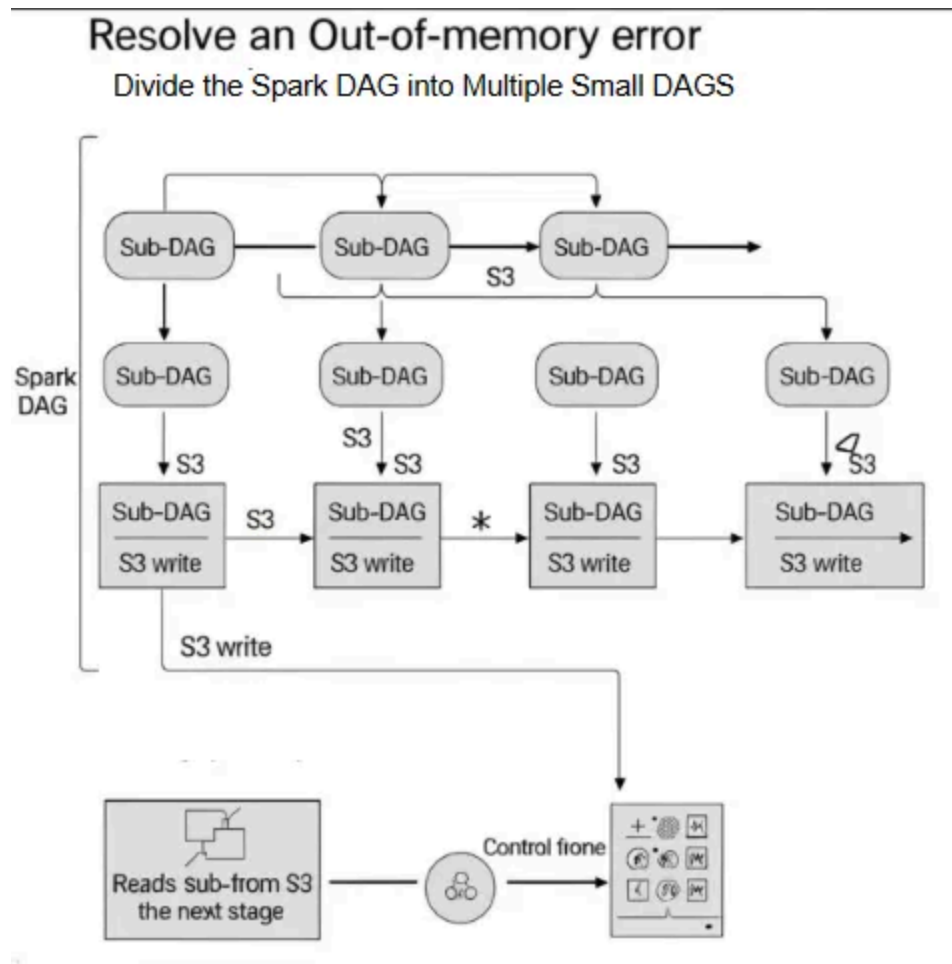 Resolve an Out-of-memory error
Divide the Spark DAG into Multiple Small DAGS
Sub-DAG
Sub-DAG
Sub-DAG
S3
Spark
DAG
Sub-DAG
Sub-DAG
Sub-DAG
Sub-DAG
S3
S3
S3
S3
4
S3
Sub-DAG
S3 write
S3
Sub-DAG
S3 write
*
Sub-DAG
S3 write
Sub-DAG
S3 write
S3 write
Reads sub-from S3
the next stage
Control fione